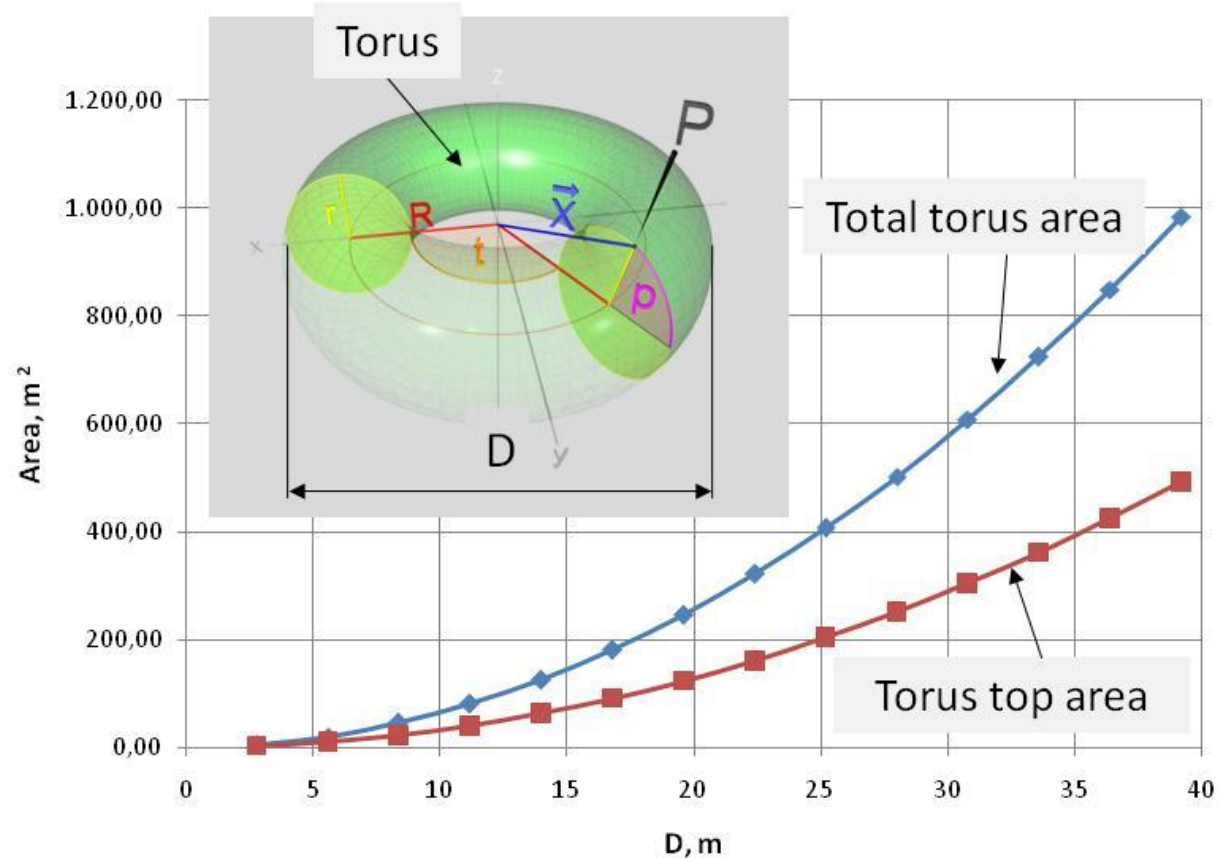 Torus
z
P
r
R
X
x
t
p
D
y
Total torus area
Torus top area
1.200,00
1.000,00
800,00
600,00
400,00
200,00
0,00
Area, m²
0 5 10 15 20 25 30 35 40
D, m